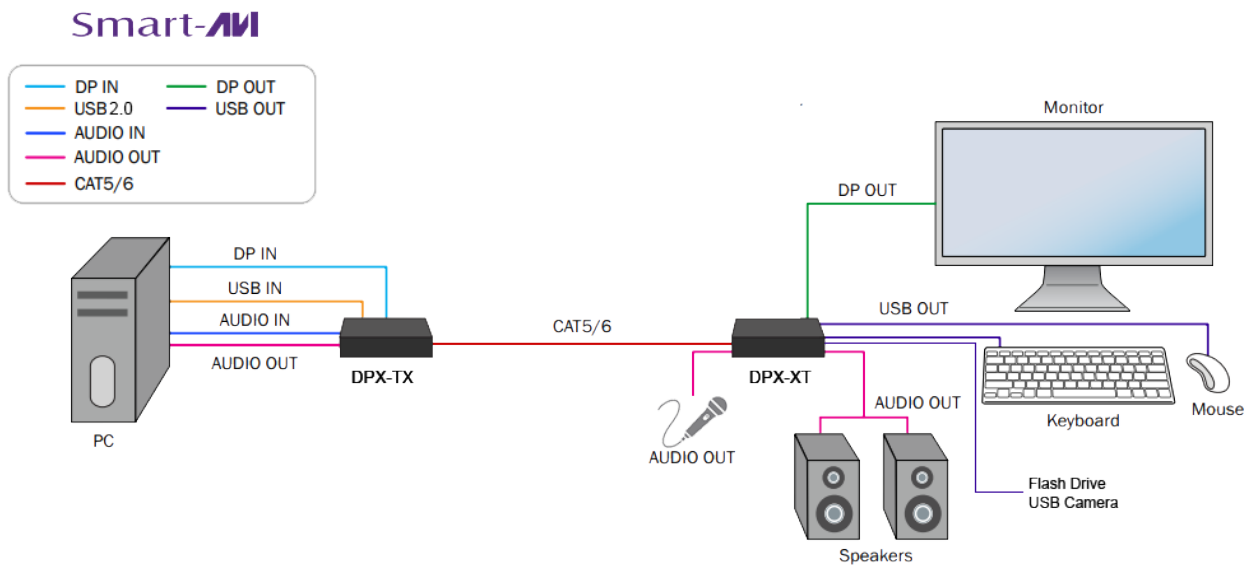 Smart-AVI
DP IN
DP OUT
USB2.0
USB OUT
AUDIO IN
AUDIO OUT
CAT5/6
Monitor
DP OUT
DP IN
USB IN
AUDIO IN
AUDIO OUT
CAT5/6
USB OUT
DPX-TX
DPX-XT
PC
AUDIO OUT
AUDIO OUT
Keyboard
Mouse
Flash Drive
USB Camera
Speakers